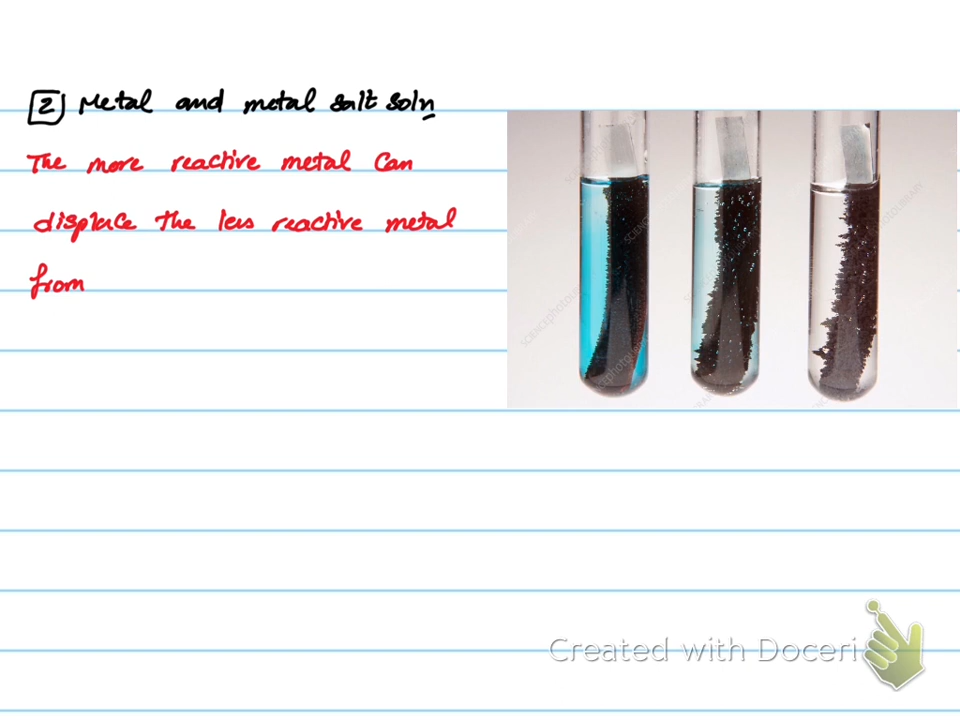 2 Metal and metal salt soln
The more reactive metal can
displace the less reactive metal
from
Created with Doceri